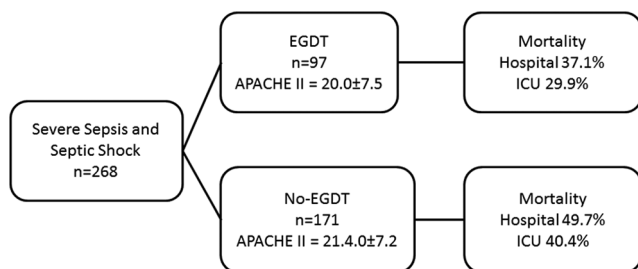 Severe Sepsis and
Septic Shock
n=268
EGDT
n=97
APACHE II = 20.0±7.5
Mortality
Hospital 37.1%
ICU 29.9%
No-EGDT
n=171
APACHE II = 21.4.0±7.2
Mortality
Hospital 49.7%
ICU 40.4%